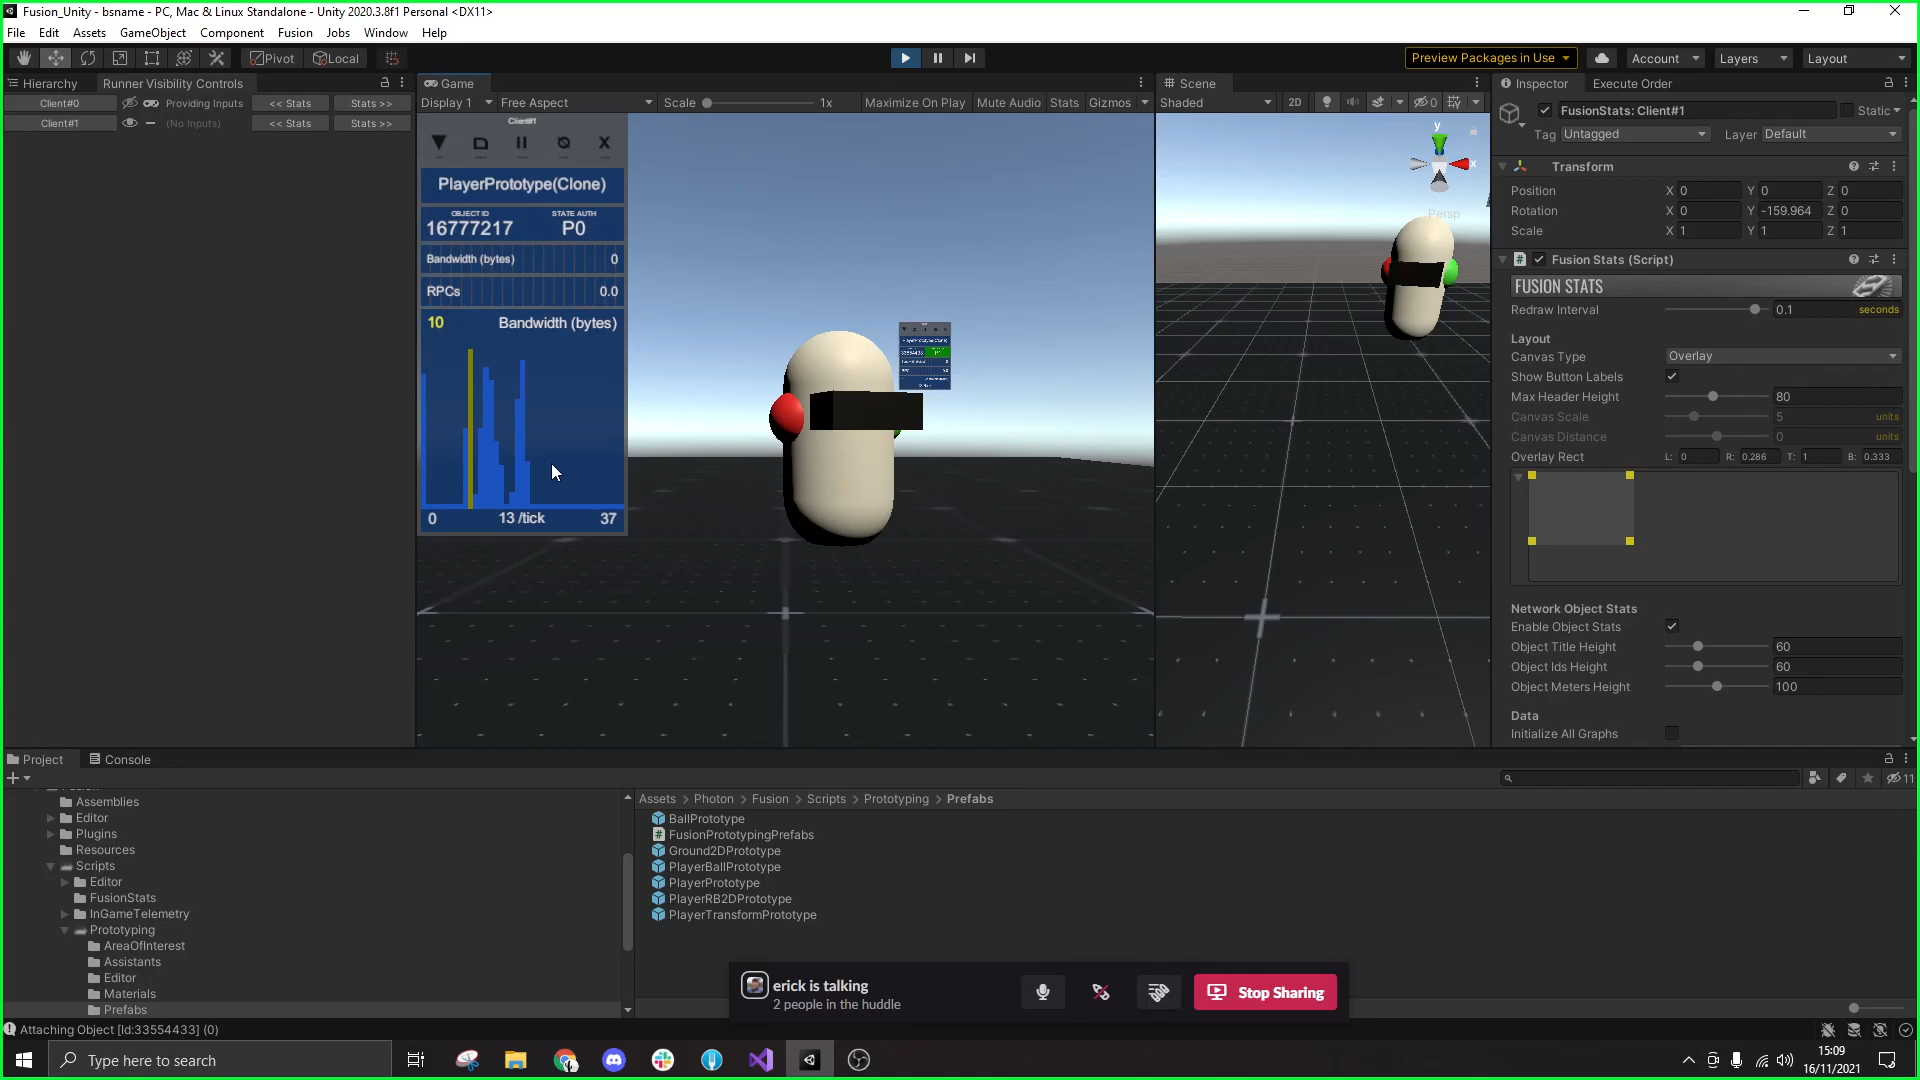 Fusion_Unity - bsname - PC, Mac & Linux Standalone - Unity 2020.3.8f1 Personal <DX11>
File Edit Assets GameObject Component Fusion Jobs Window Help
Pivot Local Preview Packages in Use Account Layers Layout
Hierarchy Runner Visibility Controls
Client#0 Providing Inputs << Stats Stats >>
Client#1 (No Inputs) << Stats Stats >>
Game
Display 1 Free Aspect Scale 1x Maximize On Play Mute Audio Stats Gizmos
Client#1
PlayerPrototype(Clone)
OBJECT ID STATE AUTH
16777217 P0
Bandwidth (bytes) 0
RPCs 0.0
10 Bandwidth (bytes)
0 13 /tick 37
PlayerPrototype(Clone)
33554433
Scene
Shaded 2D 0
y
x
Persp
Inspector Execute Order
FusionStats: Client#1 Static
Tag Untagged Layer Default
Transform
Position X 0 Y 0 Z 0
Rotation X 0 Y -159.964 Z 0
Scale X 1 Y 1 Z 1
# Fusion Stats (Script)
FUSION STATS
Redraw Interval 0.1 seconds
Layout
Canvas Type Overlay
Show Button Labels
Max Header Height 80
Canvas Scale 5 units
Canvas Distance 0 units
Overlay Rect L: 0 R: 0.286 T: 1 B: 0.333
Network Object Stats
Enable Object Stats
Object Title Height 60
Object Ids Height 60
Object Meters Height 100
Data
Initialize All Graphs
Project Console
11
Assemblies
Editor
Plugins
Resources
Scripts
Editor
FusionStats
InGameTelemetry
Prototyping
AreaOfInterest
Assistants
Editor
Materials
Prefabs
Assets > Photon > Fusion > Scripts > Prototyping > Prefabs
BallPrototype
FusionPrototypingPrefabs
Ground2DPrototype
PlayerBallPrototype
PlayerPrototype
PlayerRB2DPrototype
PlayerTransformPrototype
erick is talking
2 people in the huddle
Stop Sharing
Attaching Object [Id:33554433] (0)
Type here to search
15:09
16/11/2021